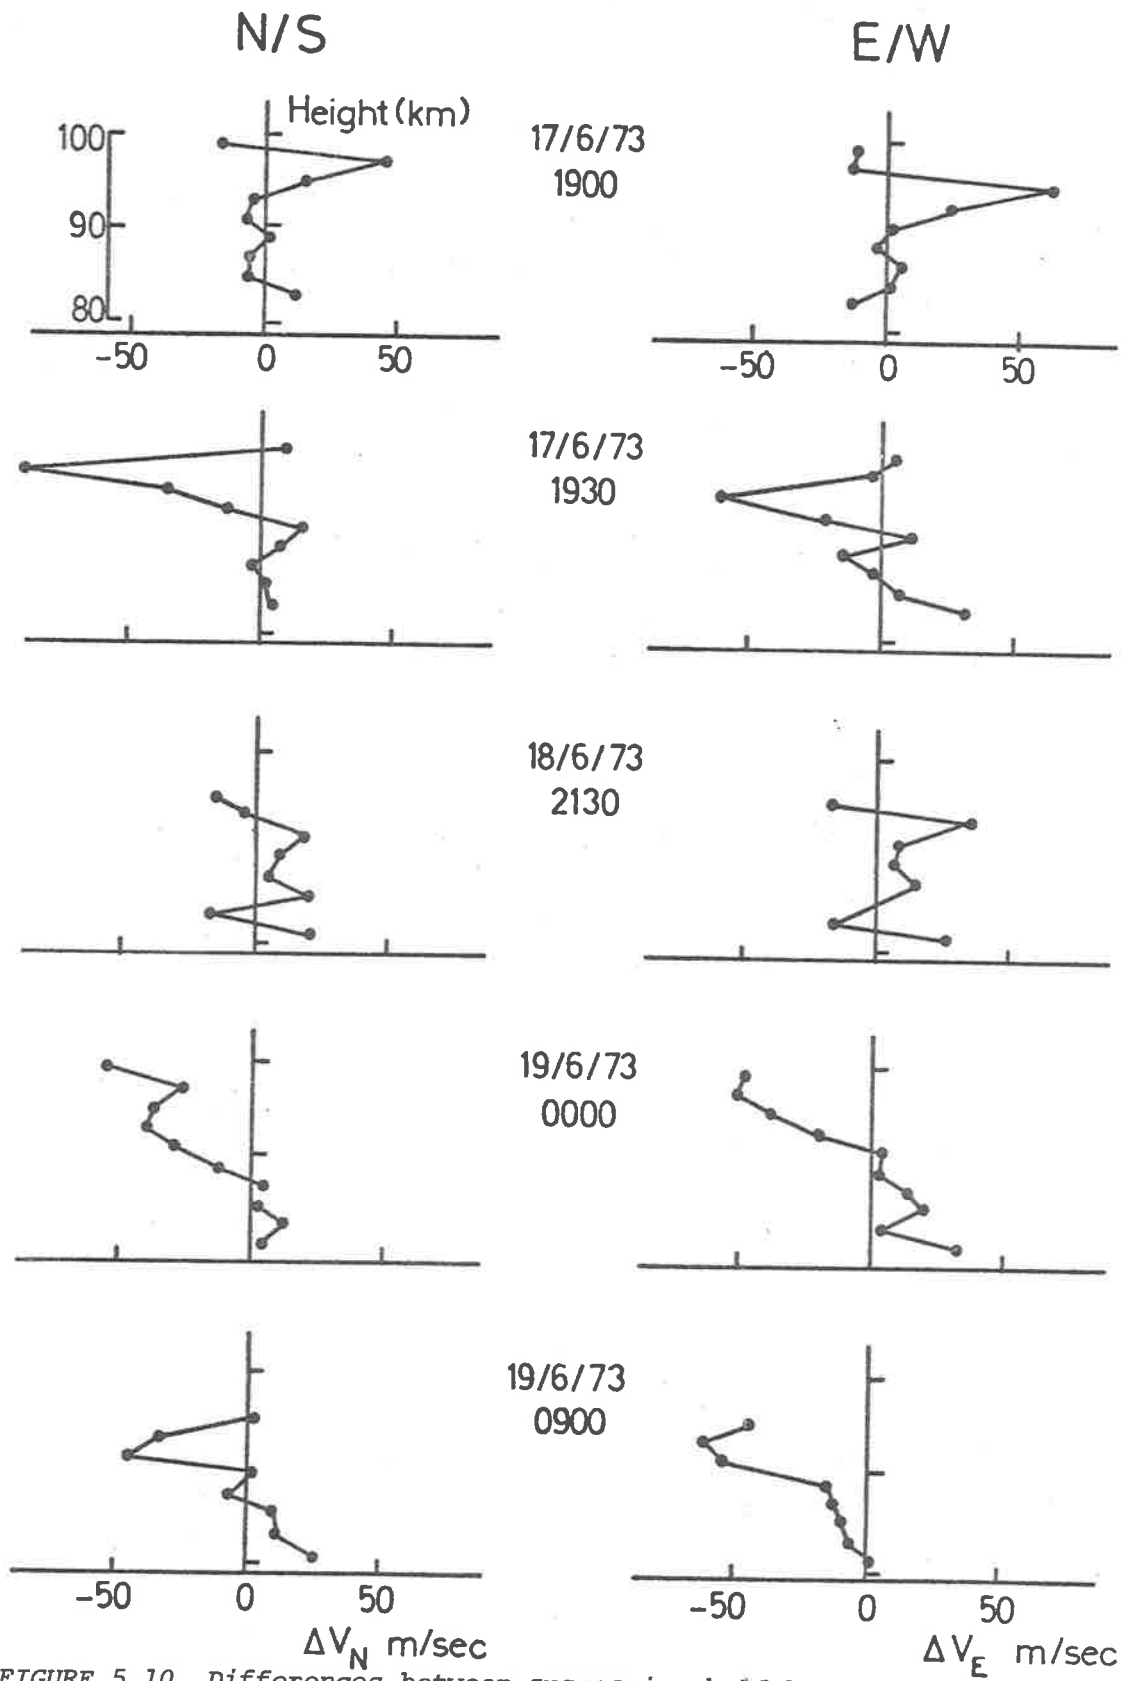 N/S
E/W
Height (km)
100
90
80
-50 0 50
17/6/73
1900
-50 0 50
17/6/73
1930
18/6/73
2130
19/6/73
0000
19/6/73
0900
-50 0 50
ΔV_N m/sec
-50 0 50
ΔV_E m/sec
FIGURE 5.10 Differences between